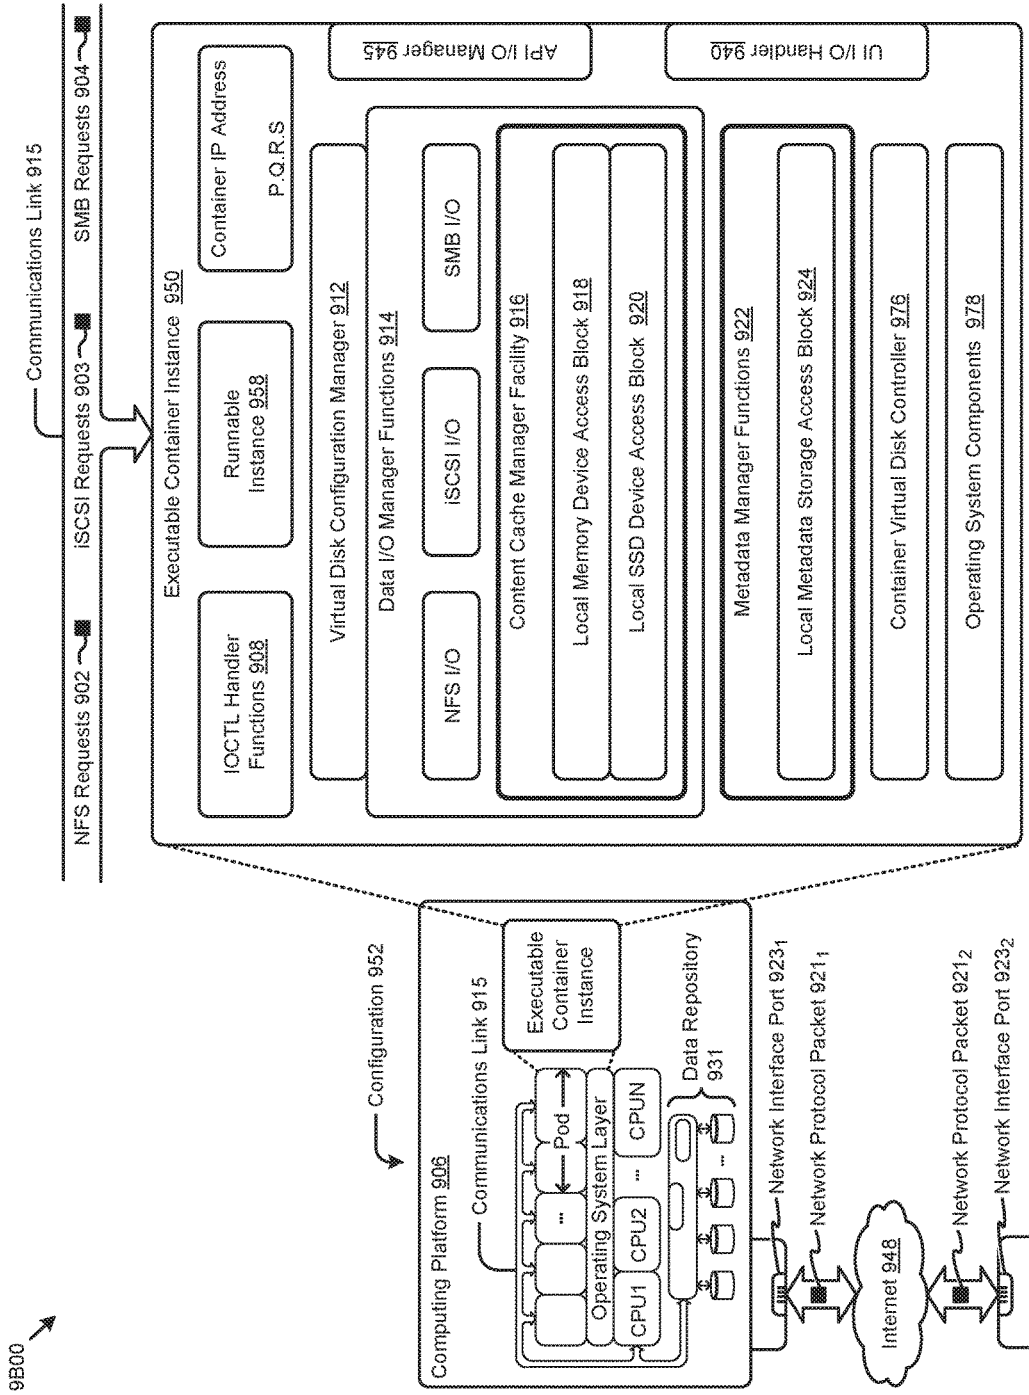 9B00
Communications Link 915
NFS Requests 902
iSCSI Requests 903
SMB Requests 904
Configuration 952
Computing Platform 906
Communications Link 915
...
Pod
Operating System Layer
CPU1
CPU2
...
CPUN
Executable
Container
Instance
Data Repository
931
...
Network Interface Port 923₁
Network Protocol Packet 921₁
Internet 948
Network Protocol Packet 921₂
Network Interface Port 923₂
Executable Container Instance 950
IOCTL Handler
Functions 908
Runnable
Instance 958
Container IP Address
P.Q.R.S
Virtual Disk Configuration Manager 912
Data I/O Manager Functions 914
NFS I/O
iSCSI I/O
SMB I/O
Content Cache Manager Facility 916
Local Memory Device Access Block 918
Local SSD Device Access Block 920
Metadata Manager Functions 922
Local Metadata Storage Access Block 924
Container Virtual Disk Controller 976
Operating System Components 978
API I/O Manager 945
UI I/O Handler 940